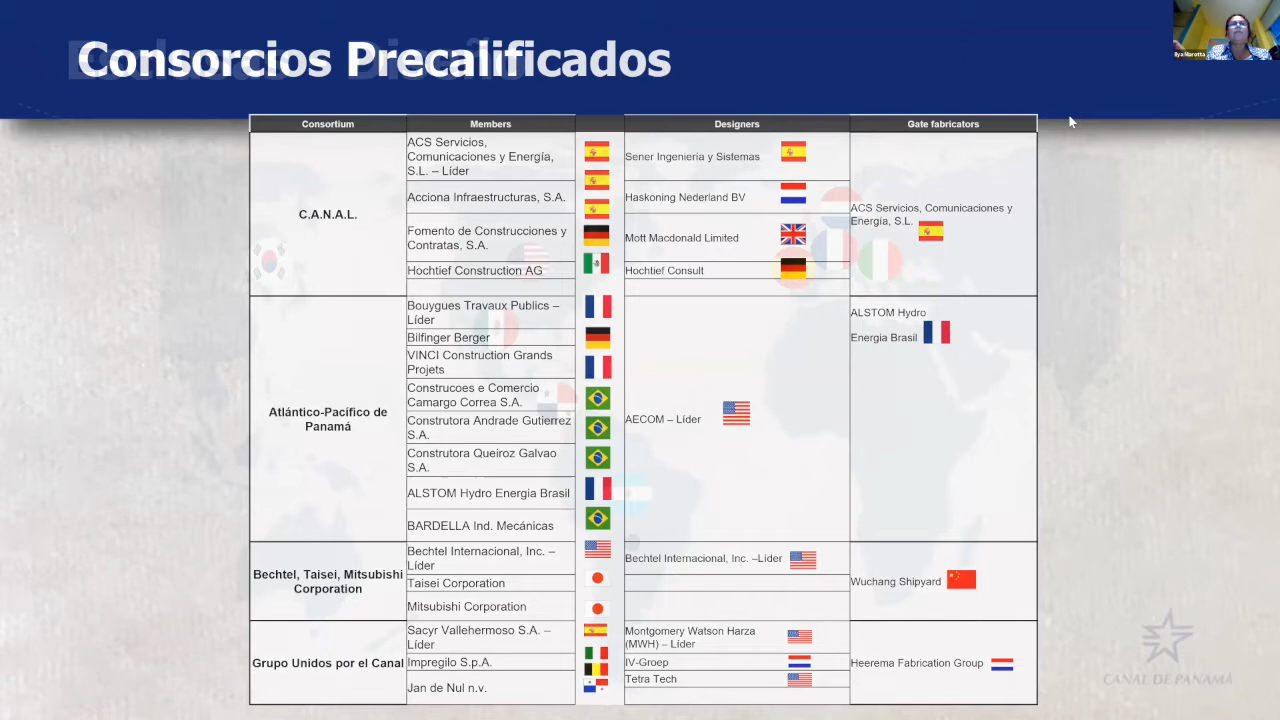 Consorcios Precalificados
Ilya Marotta
Consortium
Members
Designers
Gate fabricators
C.A.N.A.L.
ACS Servicios,
Comunicaciones y Energía,
S.L. – Líder
Acciona Infraestructuras, S.A.
Fomento de Construcciones y
Contratas, S.A.
Hochtief Construction AG
Sener Ingenieria y Sistemas
Haskoning Nederland BV
Mott Macdonald Limited
Hochtief Consult
ACS Servicios, Comunicaciones y
Energía, S.L.
Atlántico-Pacífico de
Panamá
Bouygues Travaux Publics –
Líder
Bilfinger Berger
VINCI Construction Grands
Projets
Construcoes e Comercio
Camargo Correa S.A.
Construtora Andrade Gutierrez
S.A.
Construtora Queiroz Galvao
S.A.
ALSTOM Hydro Energia Brasil
BARDELLA Ind. Mecánicas
AECOM – Líder
ALSTOM Hydro
Energia Brasil
Bechtel, Taisei, Mitsubishi
Corporation
Bechtel Internacional, Inc. –
Líder
Taisei Corporation
Mitsubishi Corporation
Bechtel Internacional, Inc. –Líder
Wuchang Shipyard
Grupo Unidos por el Canal
Sacyr Vallehermoso S.A. –
Líder
Impregilo S.p.A.
Jan de Nul n.v.
Montgomery Watson Harza
(MWH) – Líder
IV-Groep
Tetra Tech
Heerema Fabrication Group
CANAL DE PANAMÁ